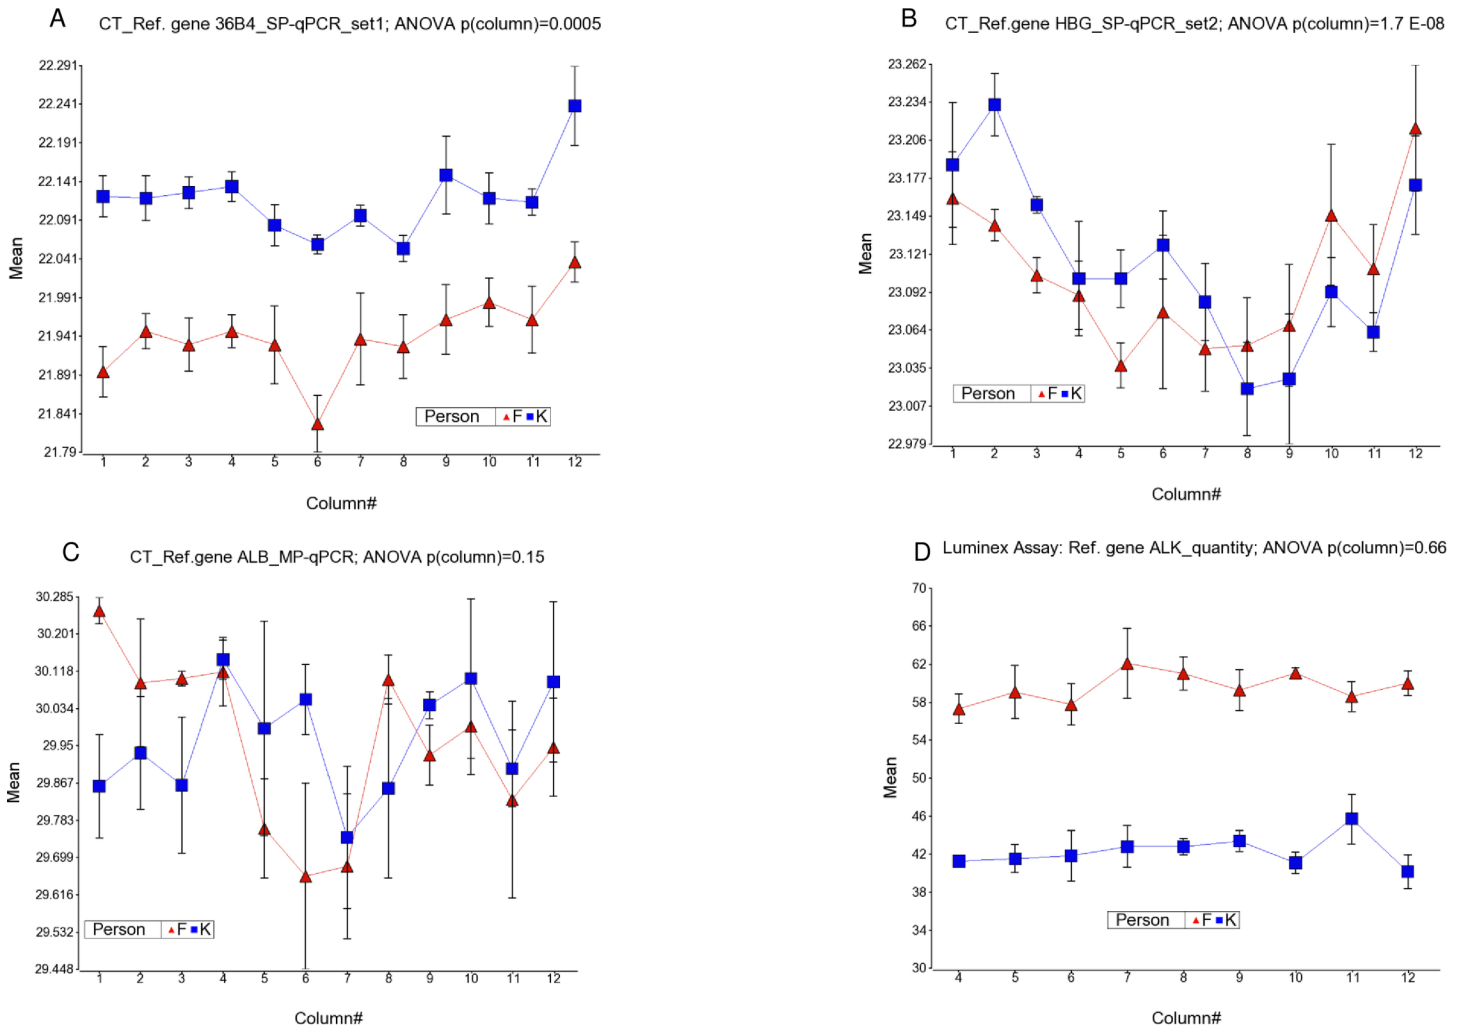 A
CT_Ref. gene 36B4_SP-qPCR_set1; ANOVA p(column)=0.0005
22.291
22.241
22.191
22.141
22.091
22.041
21.991
21.941
21.891
21.841
21.79
Mean
Person F K
1 2 3 4 5 6 7 8 9 10 11 12
Column#
B
CT_Ref.gene HBG_SP-qPCR_set2; ANOVA p(column)=1.7 E-08
23.262
23.234
23.206
23.177
23.149
23.121
23.092
23.064
23.035
23.007
22.979
Mean
Person F K
1 2 3 4 5 6 7 8 9 10 11 12
Column#
C
CT_Ref.gene ALB_MP-qPCR; ANOVA p(column)=0.15
30.285
30.201
30.118
30.034
29.95
29.867
29.783
29.699
29.616
29.532
29.448
Mean
Person F K
1 2 3 4 5 6 7 8 9 10 11 12
Column#
D
Luminex Assay: Ref. gene ALK_quantity; ANOVA p(column)=0.66
70
66
62
58
54
50
46
42
38
34
30
Mean
Person F K
4 5 6 7 8 9 10 11 12
Column#